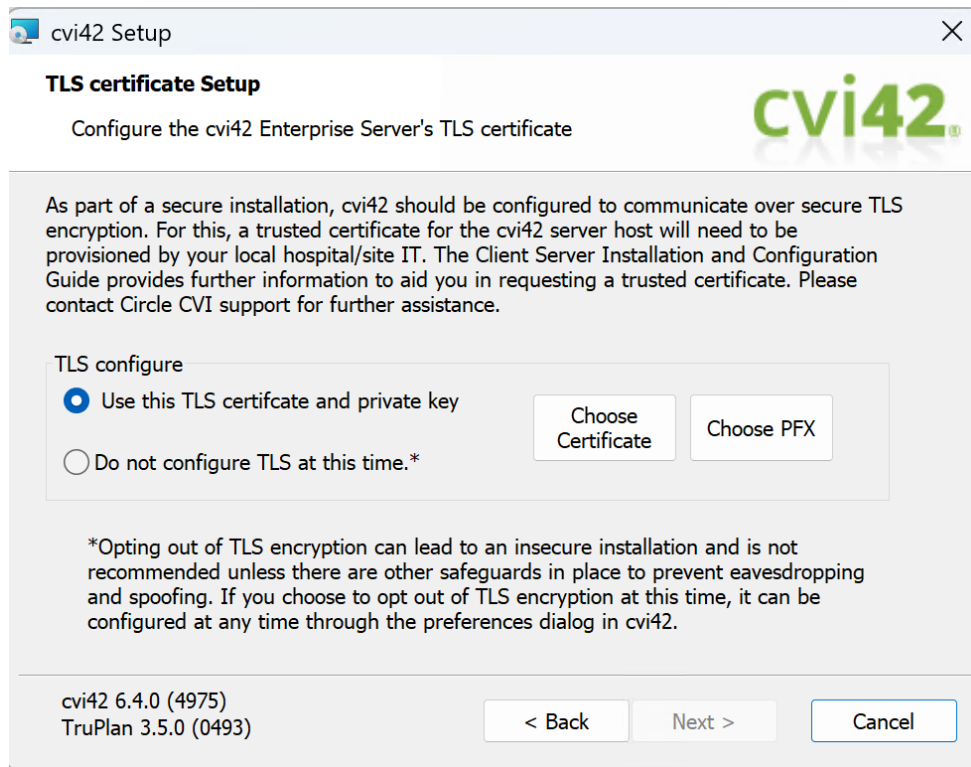 cvi42 Setup
TLS certificate Setup
Configure the cvi42 Enterprise Server's TLS certificate
cvi42®
As part of a secure installation, cvi42 should be configured to communicate over secure TLS
encryption. For this, a trusted certificate for the cvi42 server host will need to be
provisioned by your local hospital/site IT. The Client Server Installation and Configuration
Guide provides further information to aid you in requesting a trusted certificate. Please
contact Circle CVI support for further assistance.
TLS configure
Use this TLS certifcate and private key
Choose
Certificate
Choose PFX
Do not configure TLS at this time.*
*Opting out of TLS encryption can lead to an insecure installation and is not
recommended unless there are other safeguards in place to prevent eavesdropping
and spoofing. If you choose to opt out of TLS encryption at this time, it can be
configured at any time through the preferences dialog in cvi42.
cvi42 6.4.0 (4975)
TruPlan 3.5.0 (0493)
< Back
Next >
Cancel